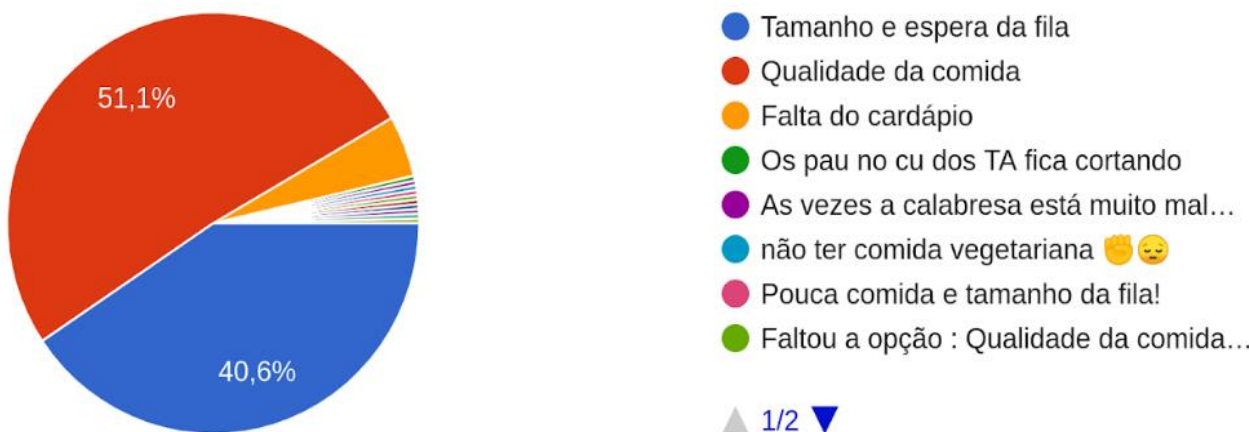 51,1%
40,6%
Tamanho e espera da fila
Qualidade da comida
Falta do cardápio
Os pau no cu dos TA fica cortando
As vezes a calabresa está muito mal…
não ter comida vegetariana ✊😔
Pouca comida e tamanho da fila!
Faltou a opção : Qualidade da comida…
1/2